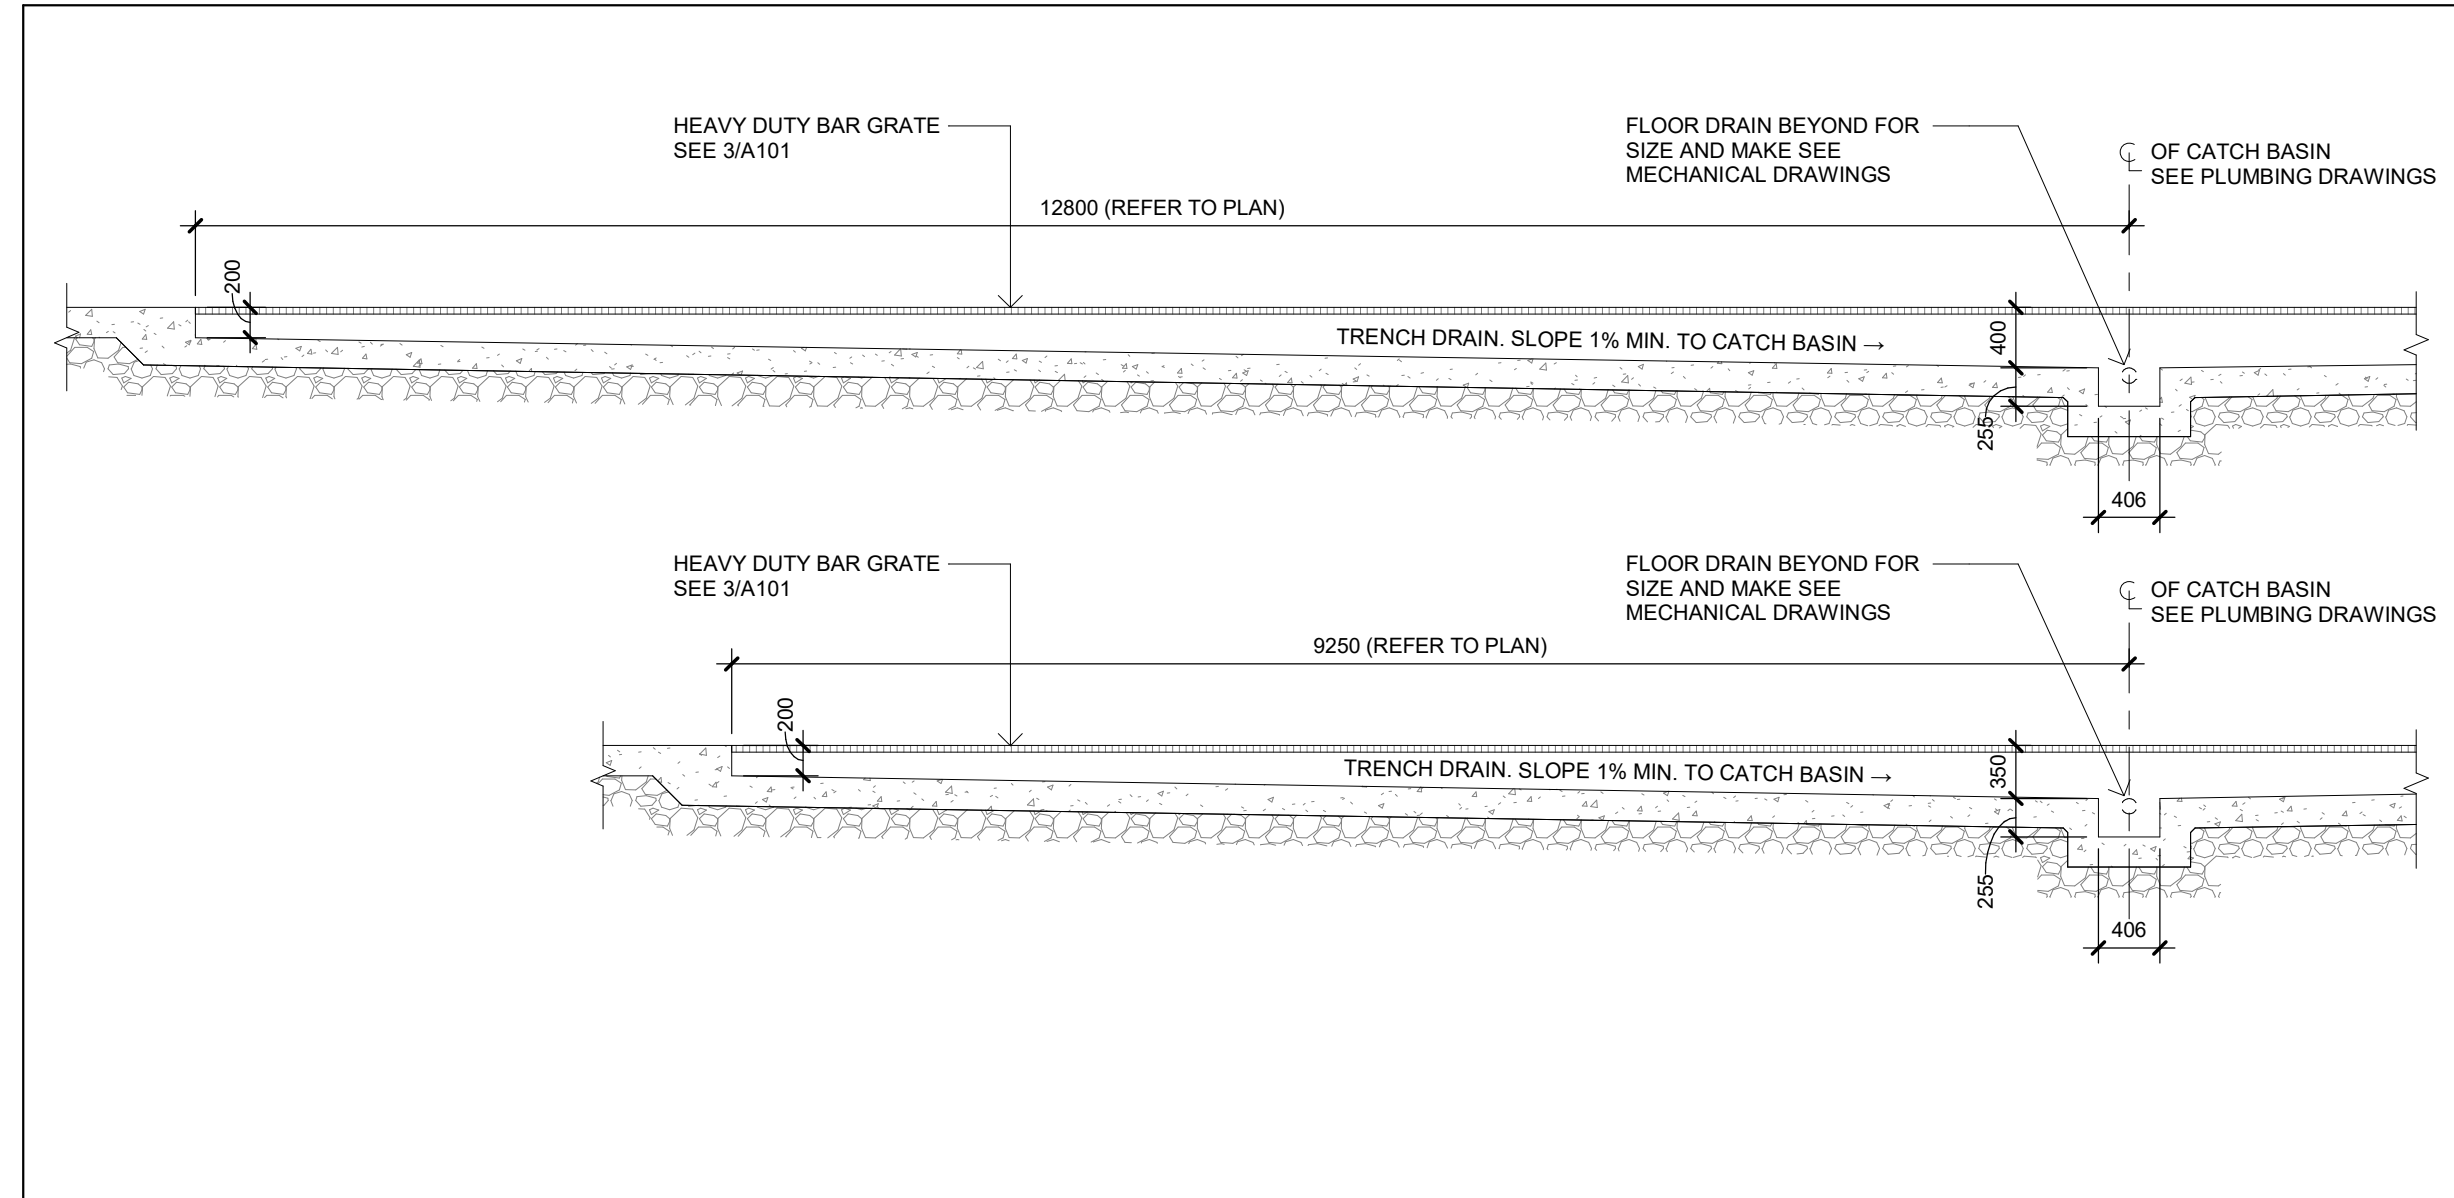 HEAVY DUTY BAR GRATE
SEE 3/A101
FLOOR DRAIN BEYOND FOR
SIZE AND MAKE SEE
MECHANICAL DRAWINGS
OF CATCH BASIN
SEE PLUMBING DRAWINGS
12800 (REFER TO PLAN)
200
TRENCH DRAIN. SLOPE 1% MIN. TO CATCH BASIN →
400
255
406
HEAVY DUTY BAR GRATE
SEE 3/A101
FLOOR DRAIN BEYOND FOR
SIZE AND MAKE SEE
MECHANICAL DRAWINGS
OF CATCH BASIN
SEE PLUMBING DRAWINGS
9250 (REFER TO PLAN)
200
TRENCH DRAIN. SLOPE 1% MIN. TO CATCH BASIN →
350
255
406